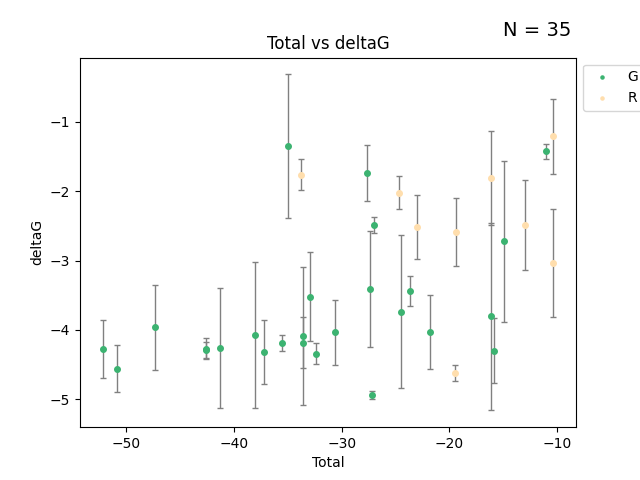 N = 35
Total vs deltaG
G
R
deltaG
−1
−2
−3
−4
−5
−50 −40 −30 −20 −10
Total